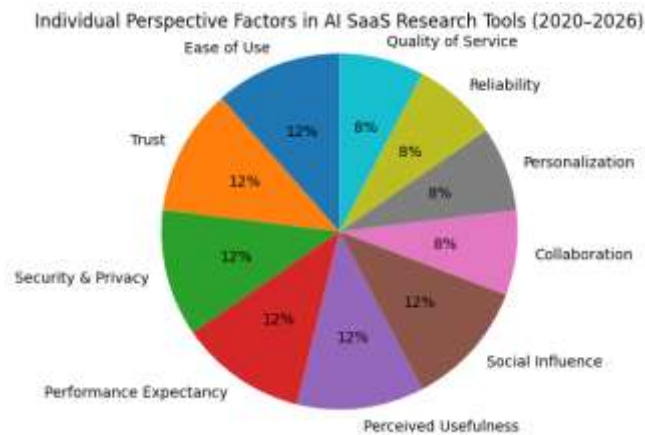 Individual Perspective Factors in AI SaaS Research Tools (2020–2026)
Ease of Use
12%
Trust
12%
Security & Privacy
12%
Performance Expectancy
12%
Perceived Usefulness
12%
Social Influence
12%
Collaboration
8%
Personalization
8%
Reliability
8%
Quality of Service
8%